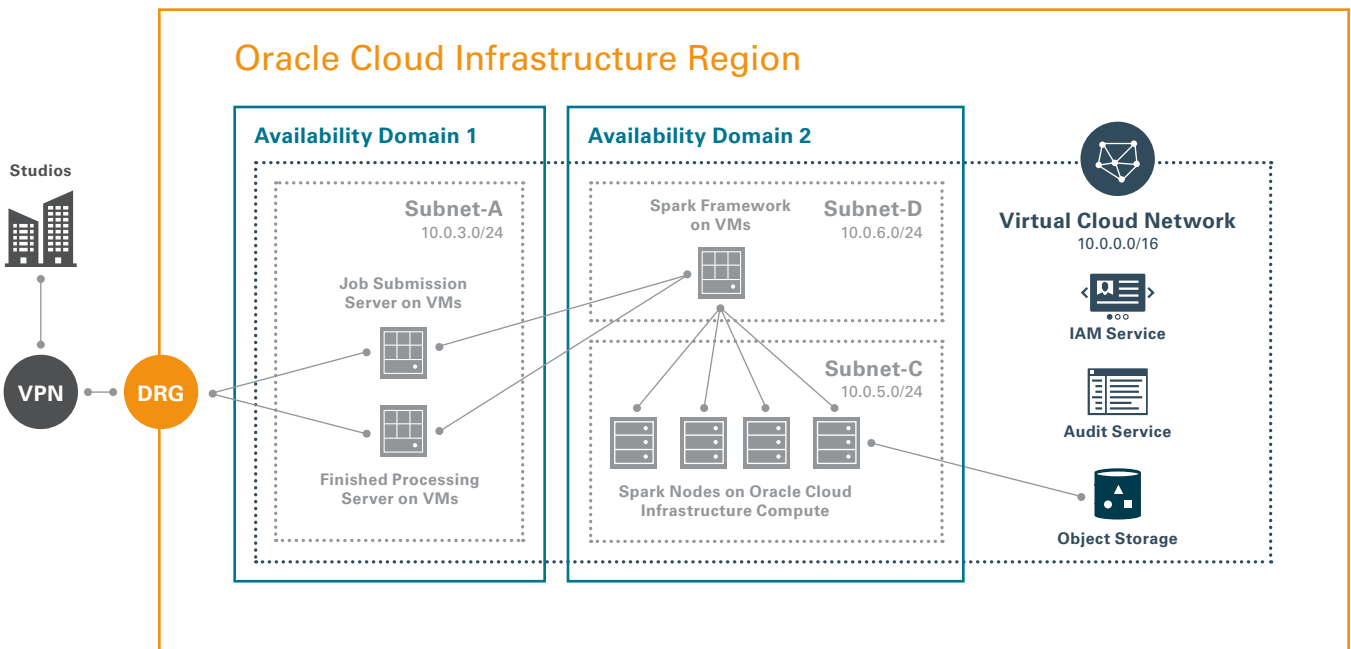 Oracle Cloud Infrastructure Region
Studios
VPN
DRG
Availability Domain 1
Subnet-A
10.0.3.0/24
Job Submission
Server on VMs
Finished Processing
Server on VMs
Availability Domain 2
Spark Framework
on VMs
Subnet-D
10.0.6.0/24
Subnet-C
10.0.5.0/24
Spark Nodes on Oracle Cloud
Infrastructure Compute
Virtual Cloud Network
10.0.0.0/16
IAM Service
Audit Service
Object Storage